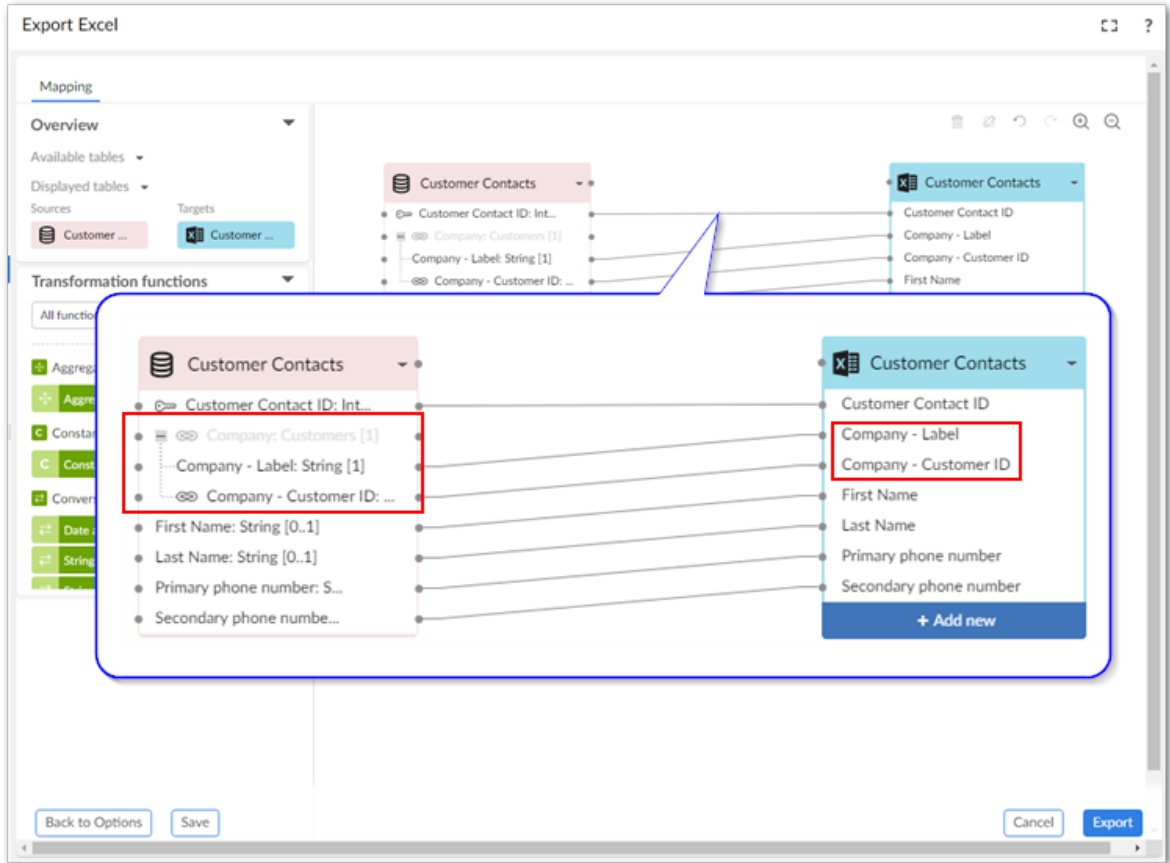 Export Excel
?
Mapping
Overview
Available tables
Displayed tables
Sources Targets
Customer ... Customer ...
Transformation functions
All functio
Customer Contacts
Customer Contact ID: Int...
Company: Customers [1]
Company - Label: String [1]
Company - Customer ID: ...
Customer Contacts
Customer Contact ID
Company - Label
Company - Customer ID
First Name
Aggrega
Aggre
C Constan
C Const
Convers
Date a
String
Customer Contacts
Customer Contact ID: Int...
Company: Customers [1]
Company - Label: String [1]
Company - Customer ID: ...
First Name: String [0..1]
Last Name: String [0..1]
Primary phone number: S...
Secondary phone numbe...
X Customer Contacts
Customer Contact ID
Company - Label
Company - Customer ID
First Name
Last Name
Primary phone number
Secondary phone number
+ Add new
Back to Options Save Cancel Export